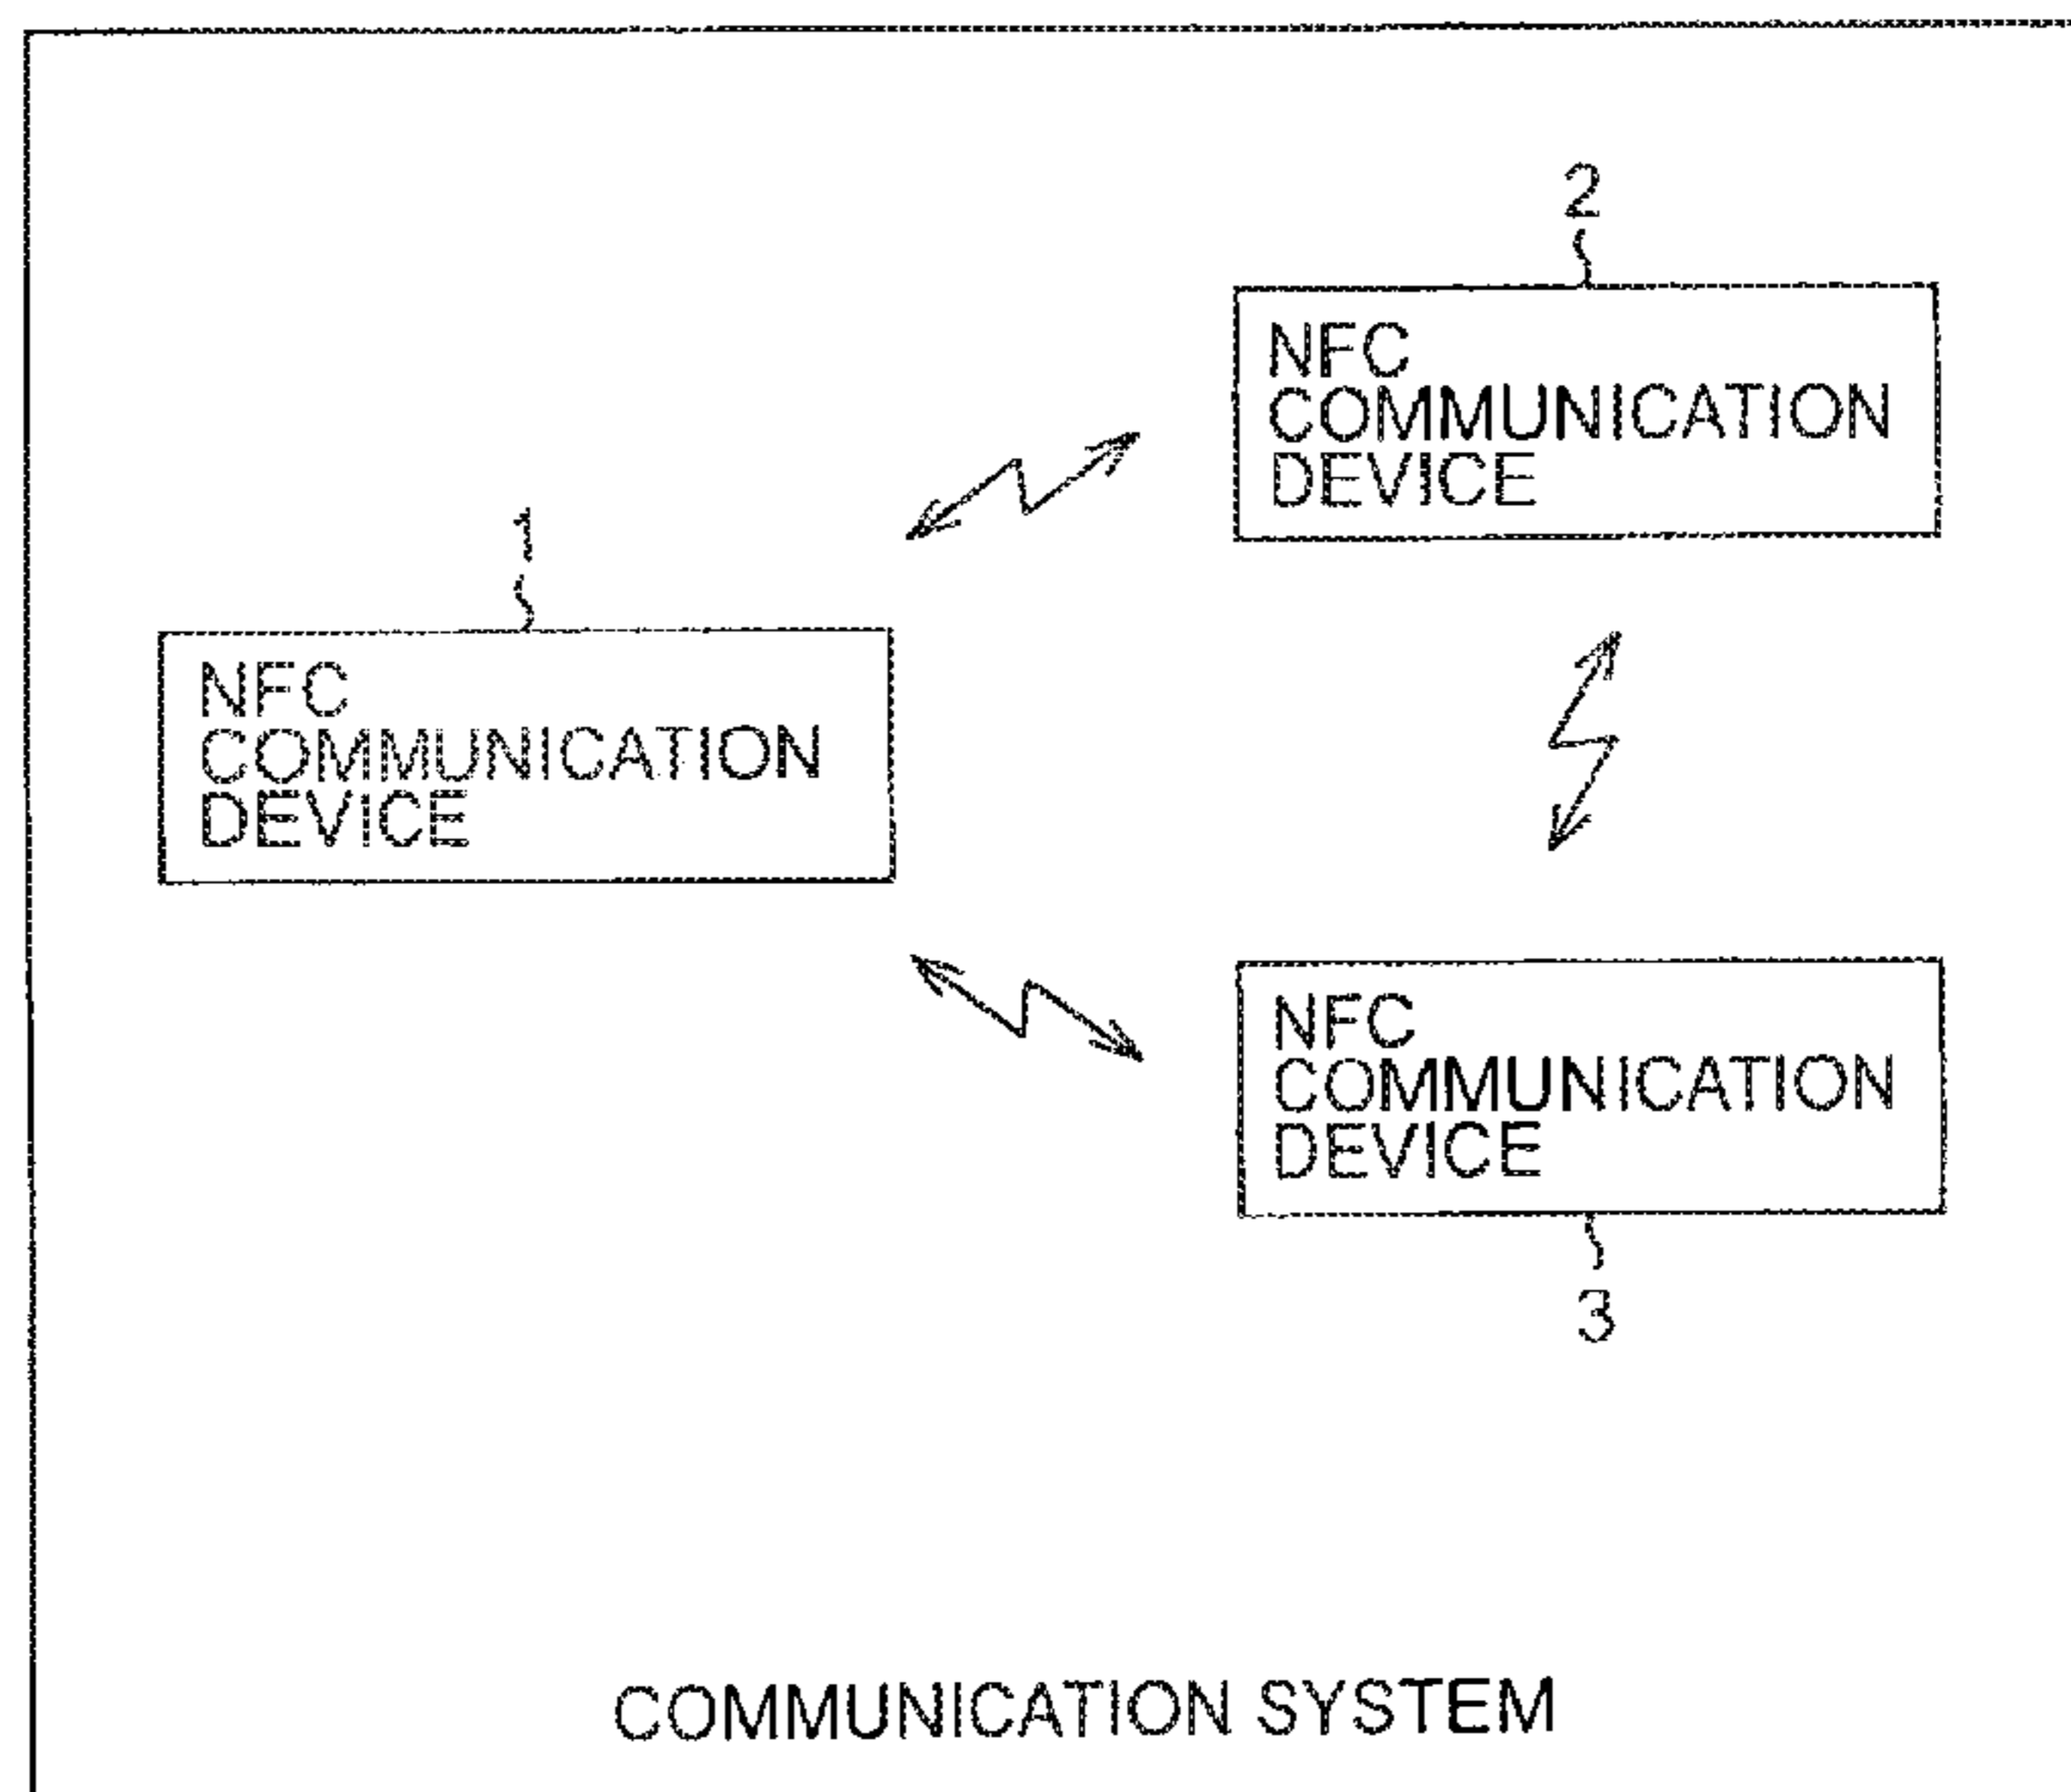 2
NFC
COMMUNICATION
DEVICE
1
NFC
COMMUNICATION
DEVICE
NFC
COMMUNICATION
DEVICE
3
COMMUNICATION SYSTEM